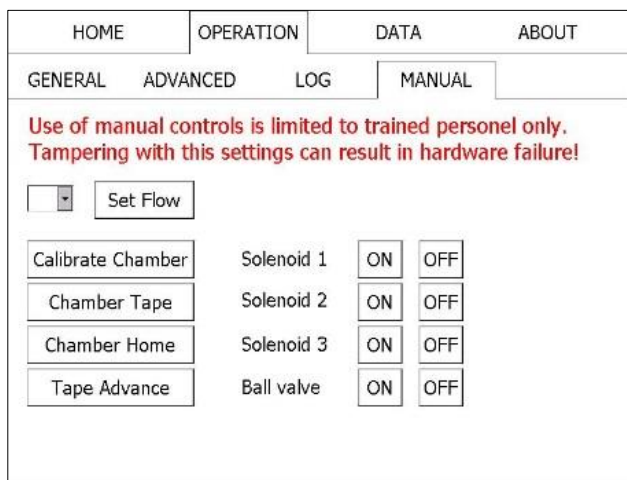 HOME OPERATION DATA ABOUT
GENERAL ADVANCED LOG MANUAL
Use of manual controls is limited to trained personel only.
Tampering with this settings can result in hardware failure!
Set Flow
Calibrate Chamber Solenoid 1 ON OFF
Chamber Tape Solenoid 2 ON OFF
Chamber Home Solenoid 3 ON OFF
Tape Advance Ball valve ON OFF